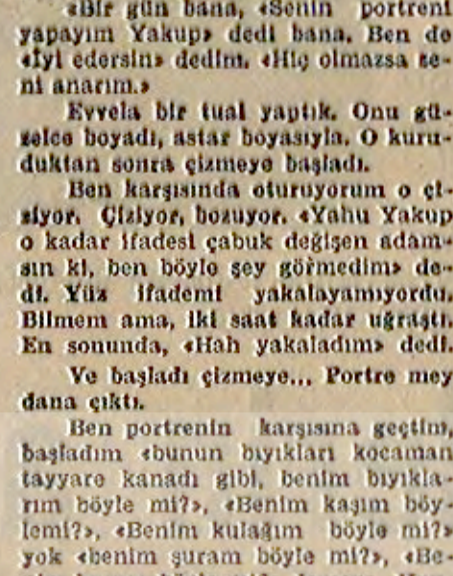 «Bir gün bana, «Senin portreni
yapayım Yakup» dedi bana. Ben de
«İyi edersin» dedim. «Hiç olmazsa se-
ni anarım.»
Evvela bir tual yaptık. Onu gü-
zelce boyadı, astar boyasıyla. O kuru-
duktan sonra çizmeye başladı.
Ben karşısında oturuyorum o çi-
ziyor. Çiziyor, bozuyor. «Yahu Yakup
o kadar ifadesi çabuk değişen adam-
sın ki, ben böyle şey görmedim» de-
di. Yüz ifademi yakalayamıyordu.
Bilmem ama, iki saat kadar uğraştı.
En sonunda, «Hah yakaladım» dedi.
Ve başladı çizmeye... Portre mey
dana çıktı.
Ben portrenin karşısına geçtim,
başladım «bunun bıyıkları kocaman
tayyare kanadı gibi, benim bıyıkla-
rım böyle mi?», «Benim kaşım böy-
lemi?», «Benim kulağım böyle mi?»
yok «benim şuram böyle mi?», «Be-